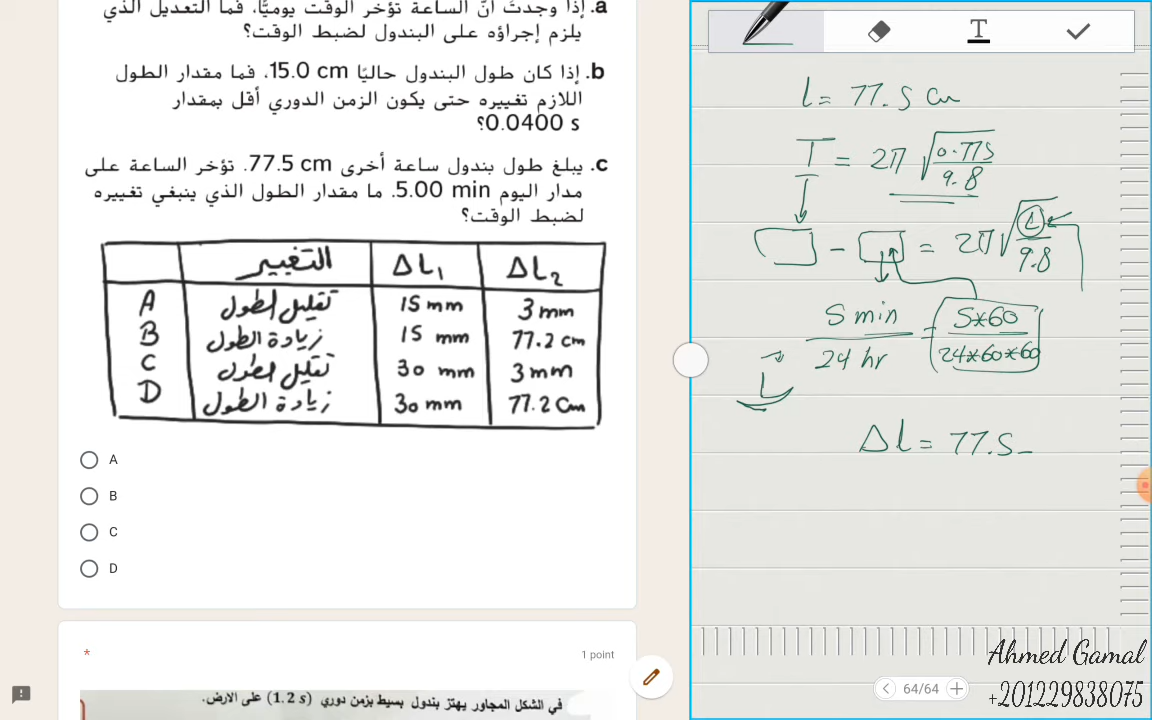 a. إذا وجدتَ أنّ الساعة تؤخر الوقت يوميًّا، فما التعديل الذي
يلزم إجراؤه على البندول لضبط الوقت؟
b. إذا كان طول البندول حاليًا 15.0 cm، فما مقدار الطول
اللازم تغييره حتى يكون الزمن الدوري أقل بمقدار
0.0400 s؟
c. يبلغ طول بندول ساعة أخرى 77.5 cm. تؤخر الساعة على
مدار اليوم 5.00 min. ما مقدار الطول الذي ينبغي تغييره
لضبط الوقت؟
التغيير ΔL₁ ΔL₂
A تقليل الطول 15 mm 3 mm
B زيادة الطول 15 mm 77.2 cm
C تقليل الطول 30 mm 3 mm
D زيادة الطول 30 mm 77.2 Cm
A
B
C
D
*
1 point
في الشكل المجاور يهتز بندول بسيط بزمن دوري (1.2 s) على الارض.
T
l = 77.5 cm
T = 2π √(0.775/9.8)
- = 2π √(L/9.8)
5 min / 24 hr = 5*60 / 24*60*60
L
Δl = 77.5 -
64/64
Ahmed Gamal
+201229838075